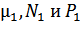 μ₁, N₁ и P₁